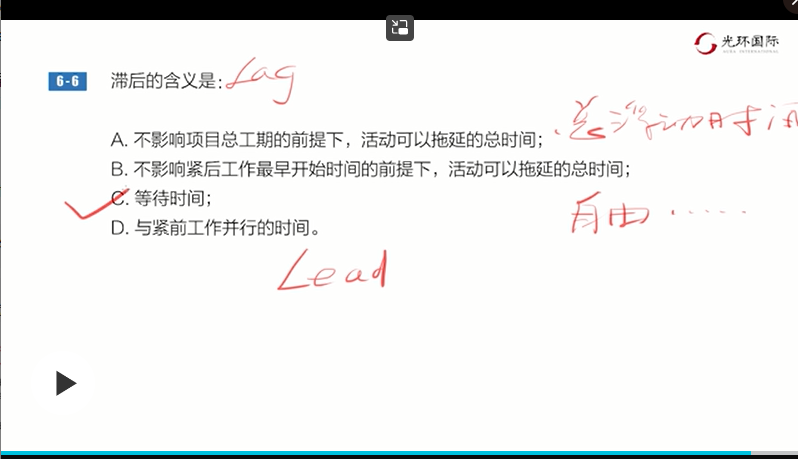 光环国际
6-6 滞后的含义是: Lag
A. 不影响项目总工期的前提下，活动可以拖延的总时间； 总浮动时间
B. 不影响紧后工作最早开始时间的前提下，活动可以拖延的总时间；
C. 等待时间； 自由……
D. 与紧前工作并行的时间。
Lead